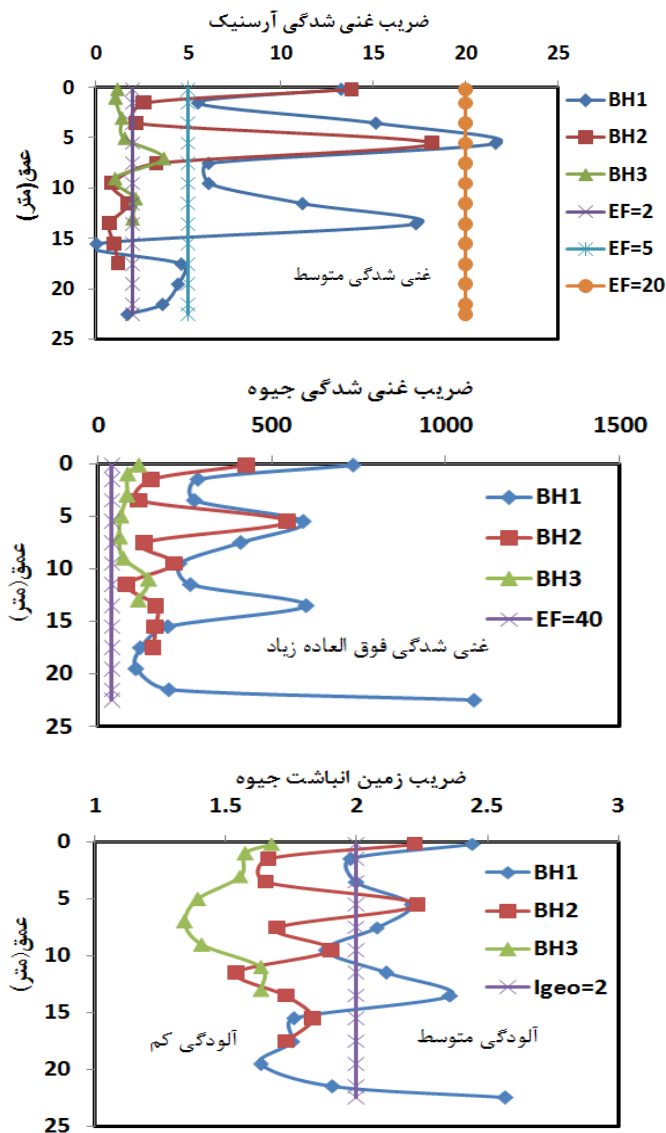 ضریب غنی شدگی آرسنیک
0 5 10 15 20 25
0
5
10
15
20
25
عمق(متر)
غنی شدگی متوسط
BH1
BH2
BH3
EF=2
EF=5
EF=20
ضریب غنی شدگی جیوه
0 500 1000 1500
0
5
10
15
20
25
عمق(متر)
غنی شدگی فوق العاده زیاد
BH1
BH2
BH3
EF=40
ضریب زمین انباشت جیوه
1 1.5 2 2.5 3
0
5
10
15
20
25
عمق(متر)
آلودگی کم
آلودگی متوسط
BH1
BH2
BH3
Igeo=2